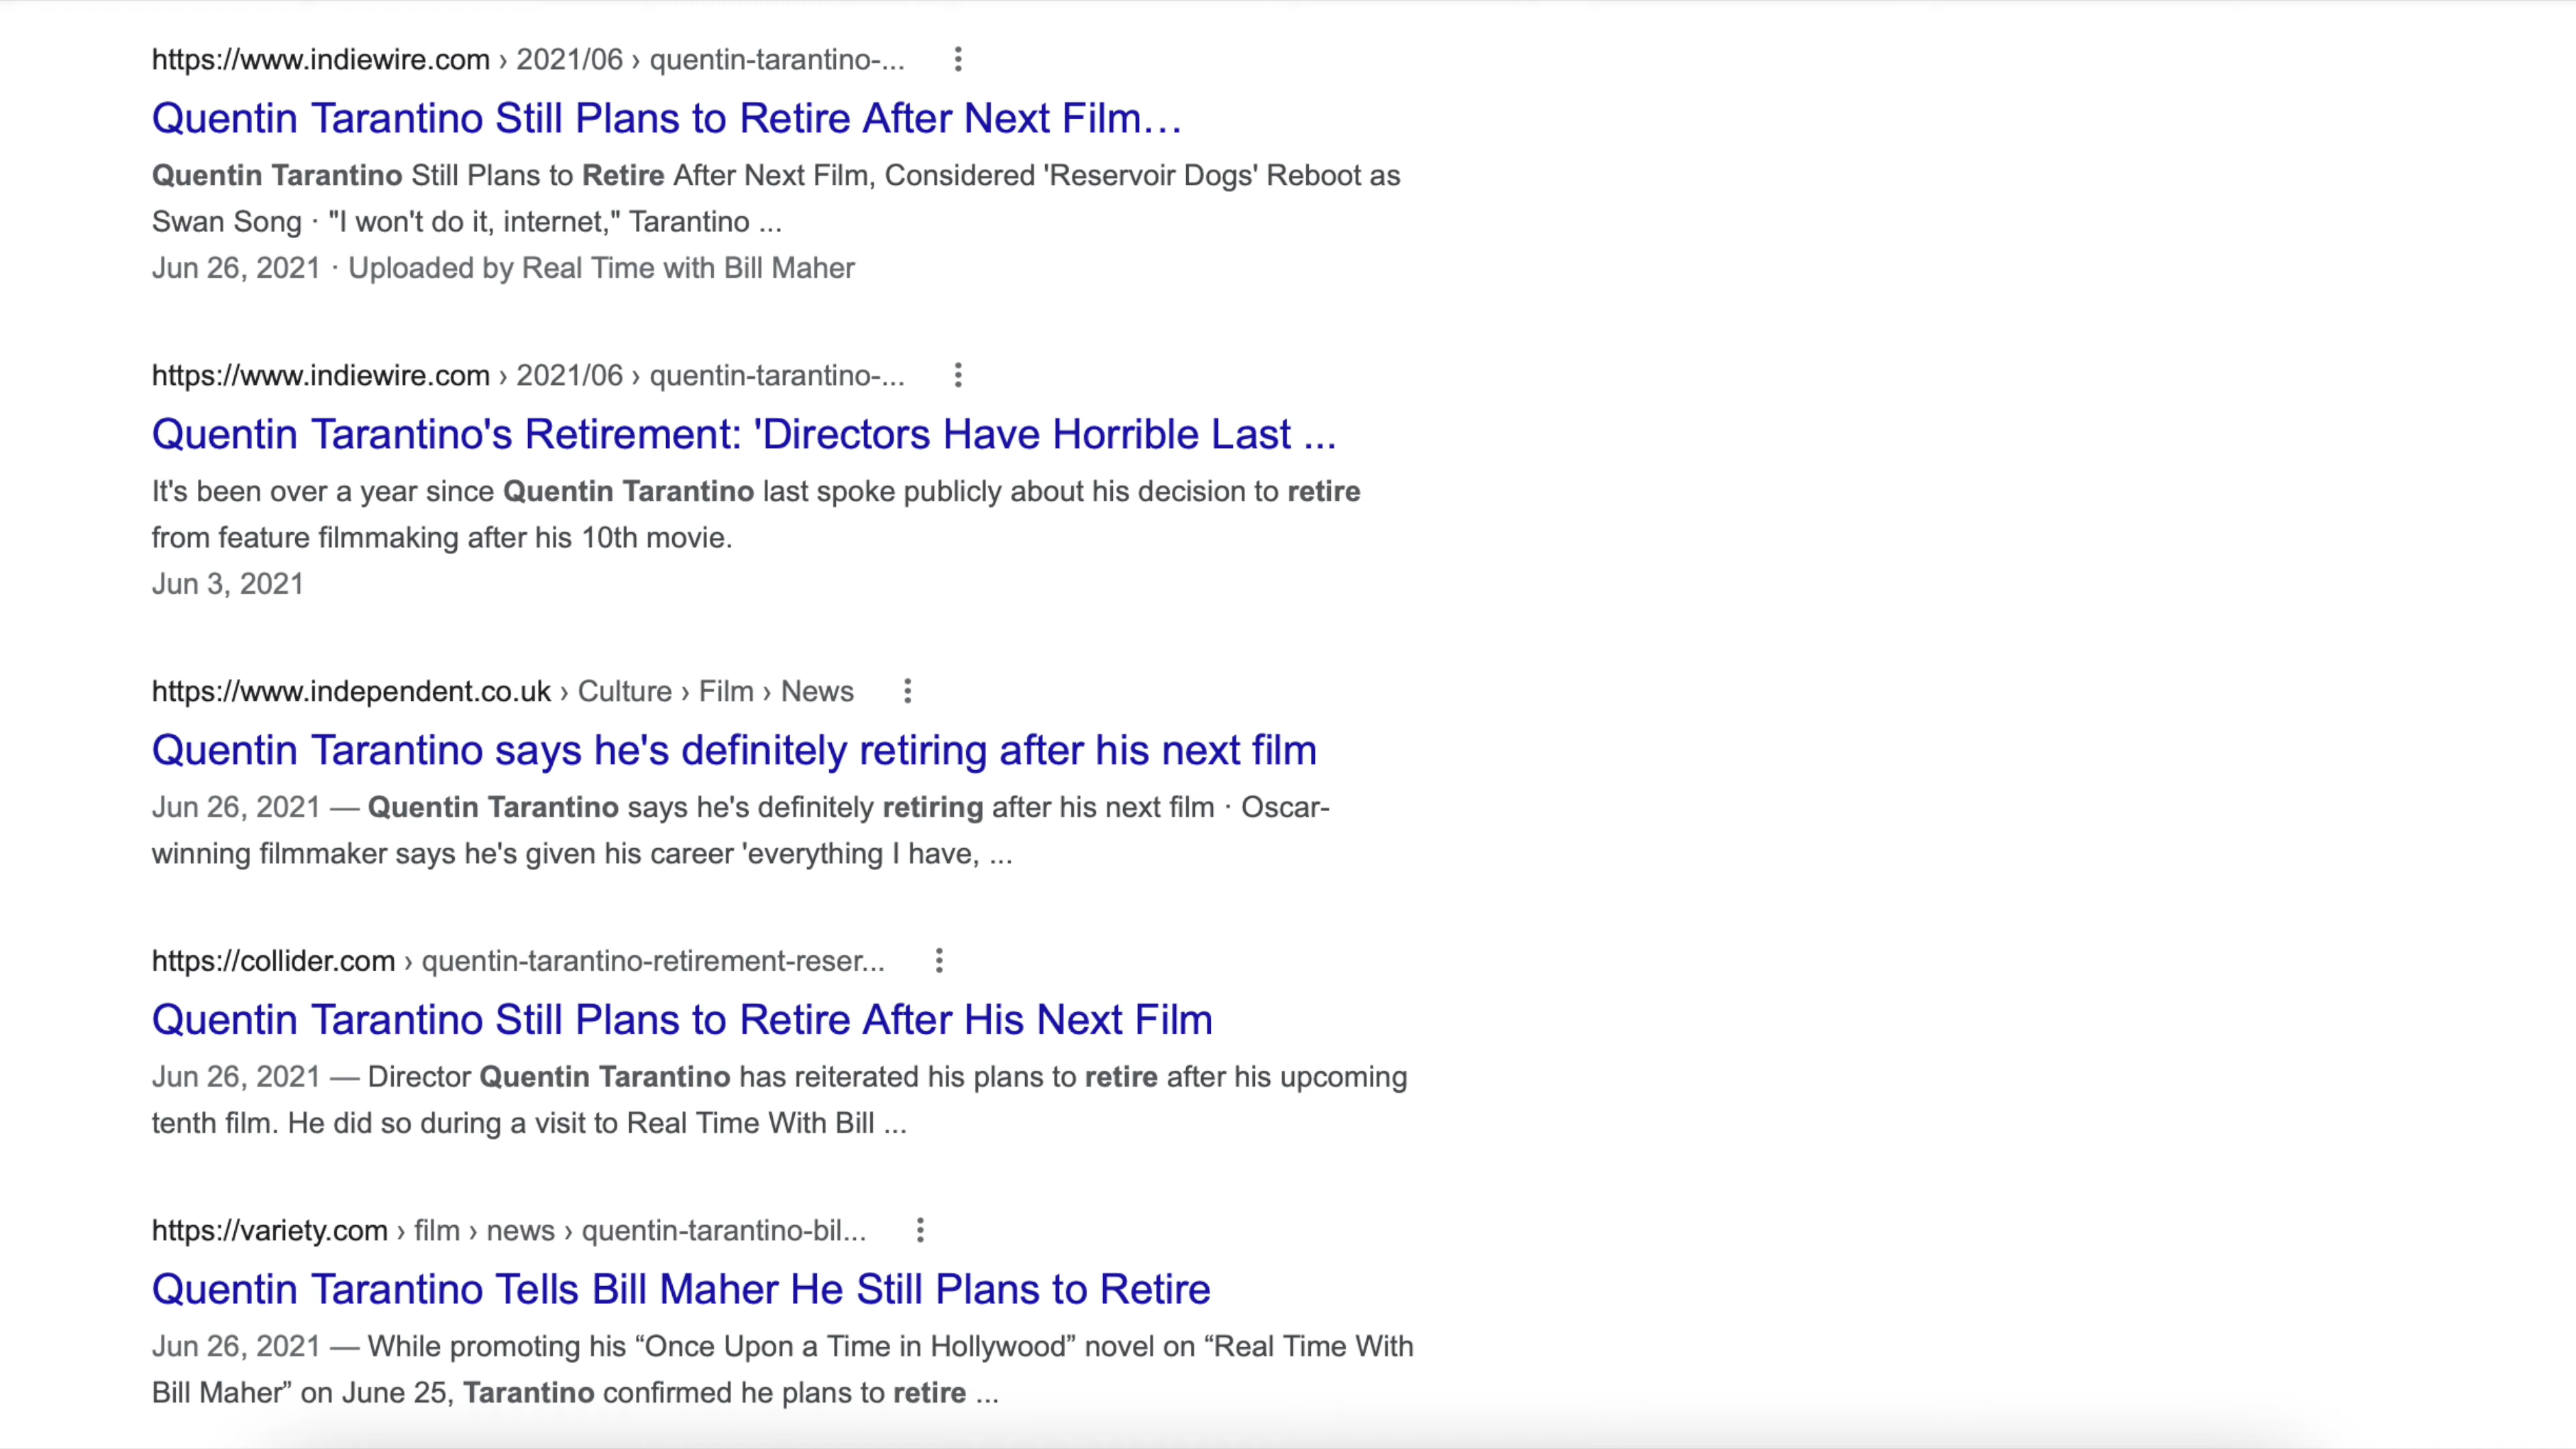 https://www.indiewire.com › 2021/06 › quentin-tarantino-...
Quentin Tarantino Still Plans to Retire After Next Film…
Quentin Tarantino Still Plans to Retire After Next Film, Considered 'Reservoir Dogs' Reboot as
Swan Song · "I won't do it, internet," Tarantino ...
Jun 26, 2021 · Uploaded by Real Time with Bill Maher
https://www.indiewire.com › 2021/06 › quentin-tarantino-...
Quentin Tarantino's Retirement: 'Directors Have Horrible Last ...
It's been over a year since Quentin Tarantino last spoke publicly about his decision to retire
from feature filmmaking after his 10th movie.
Jun 3, 2021
https://www.independent.co.uk › Culture › Film › News
Quentin Tarantino says he's definitely retiring after his next film
Jun 26, 2021 — Quentin Tarantino says he's definitely retiring after his next film · Oscar-
winning filmmaker says he's given his career 'everything I have, ...
https://collider.com › quentin-tarantino-retirement-reser...
Quentin Tarantino Still Plans to Retire After His Next Film
Jun 26, 2021 — Director Quentin Tarantino has reiterated his plans to retire after his upcoming
tenth film. He did so during a visit to Real Time With Bill ...
https://variety.com › film › news › quentin-tarantino-bil...
Quentin Tarantino Tells Bill Maher He Still Plans to Retire
Jun 26, 2021 — While promoting his “Once Upon a Time in Hollywood” novel on “Real Time With
Bill Maher” on June 25, Tarantino confirmed he plans to retire ...